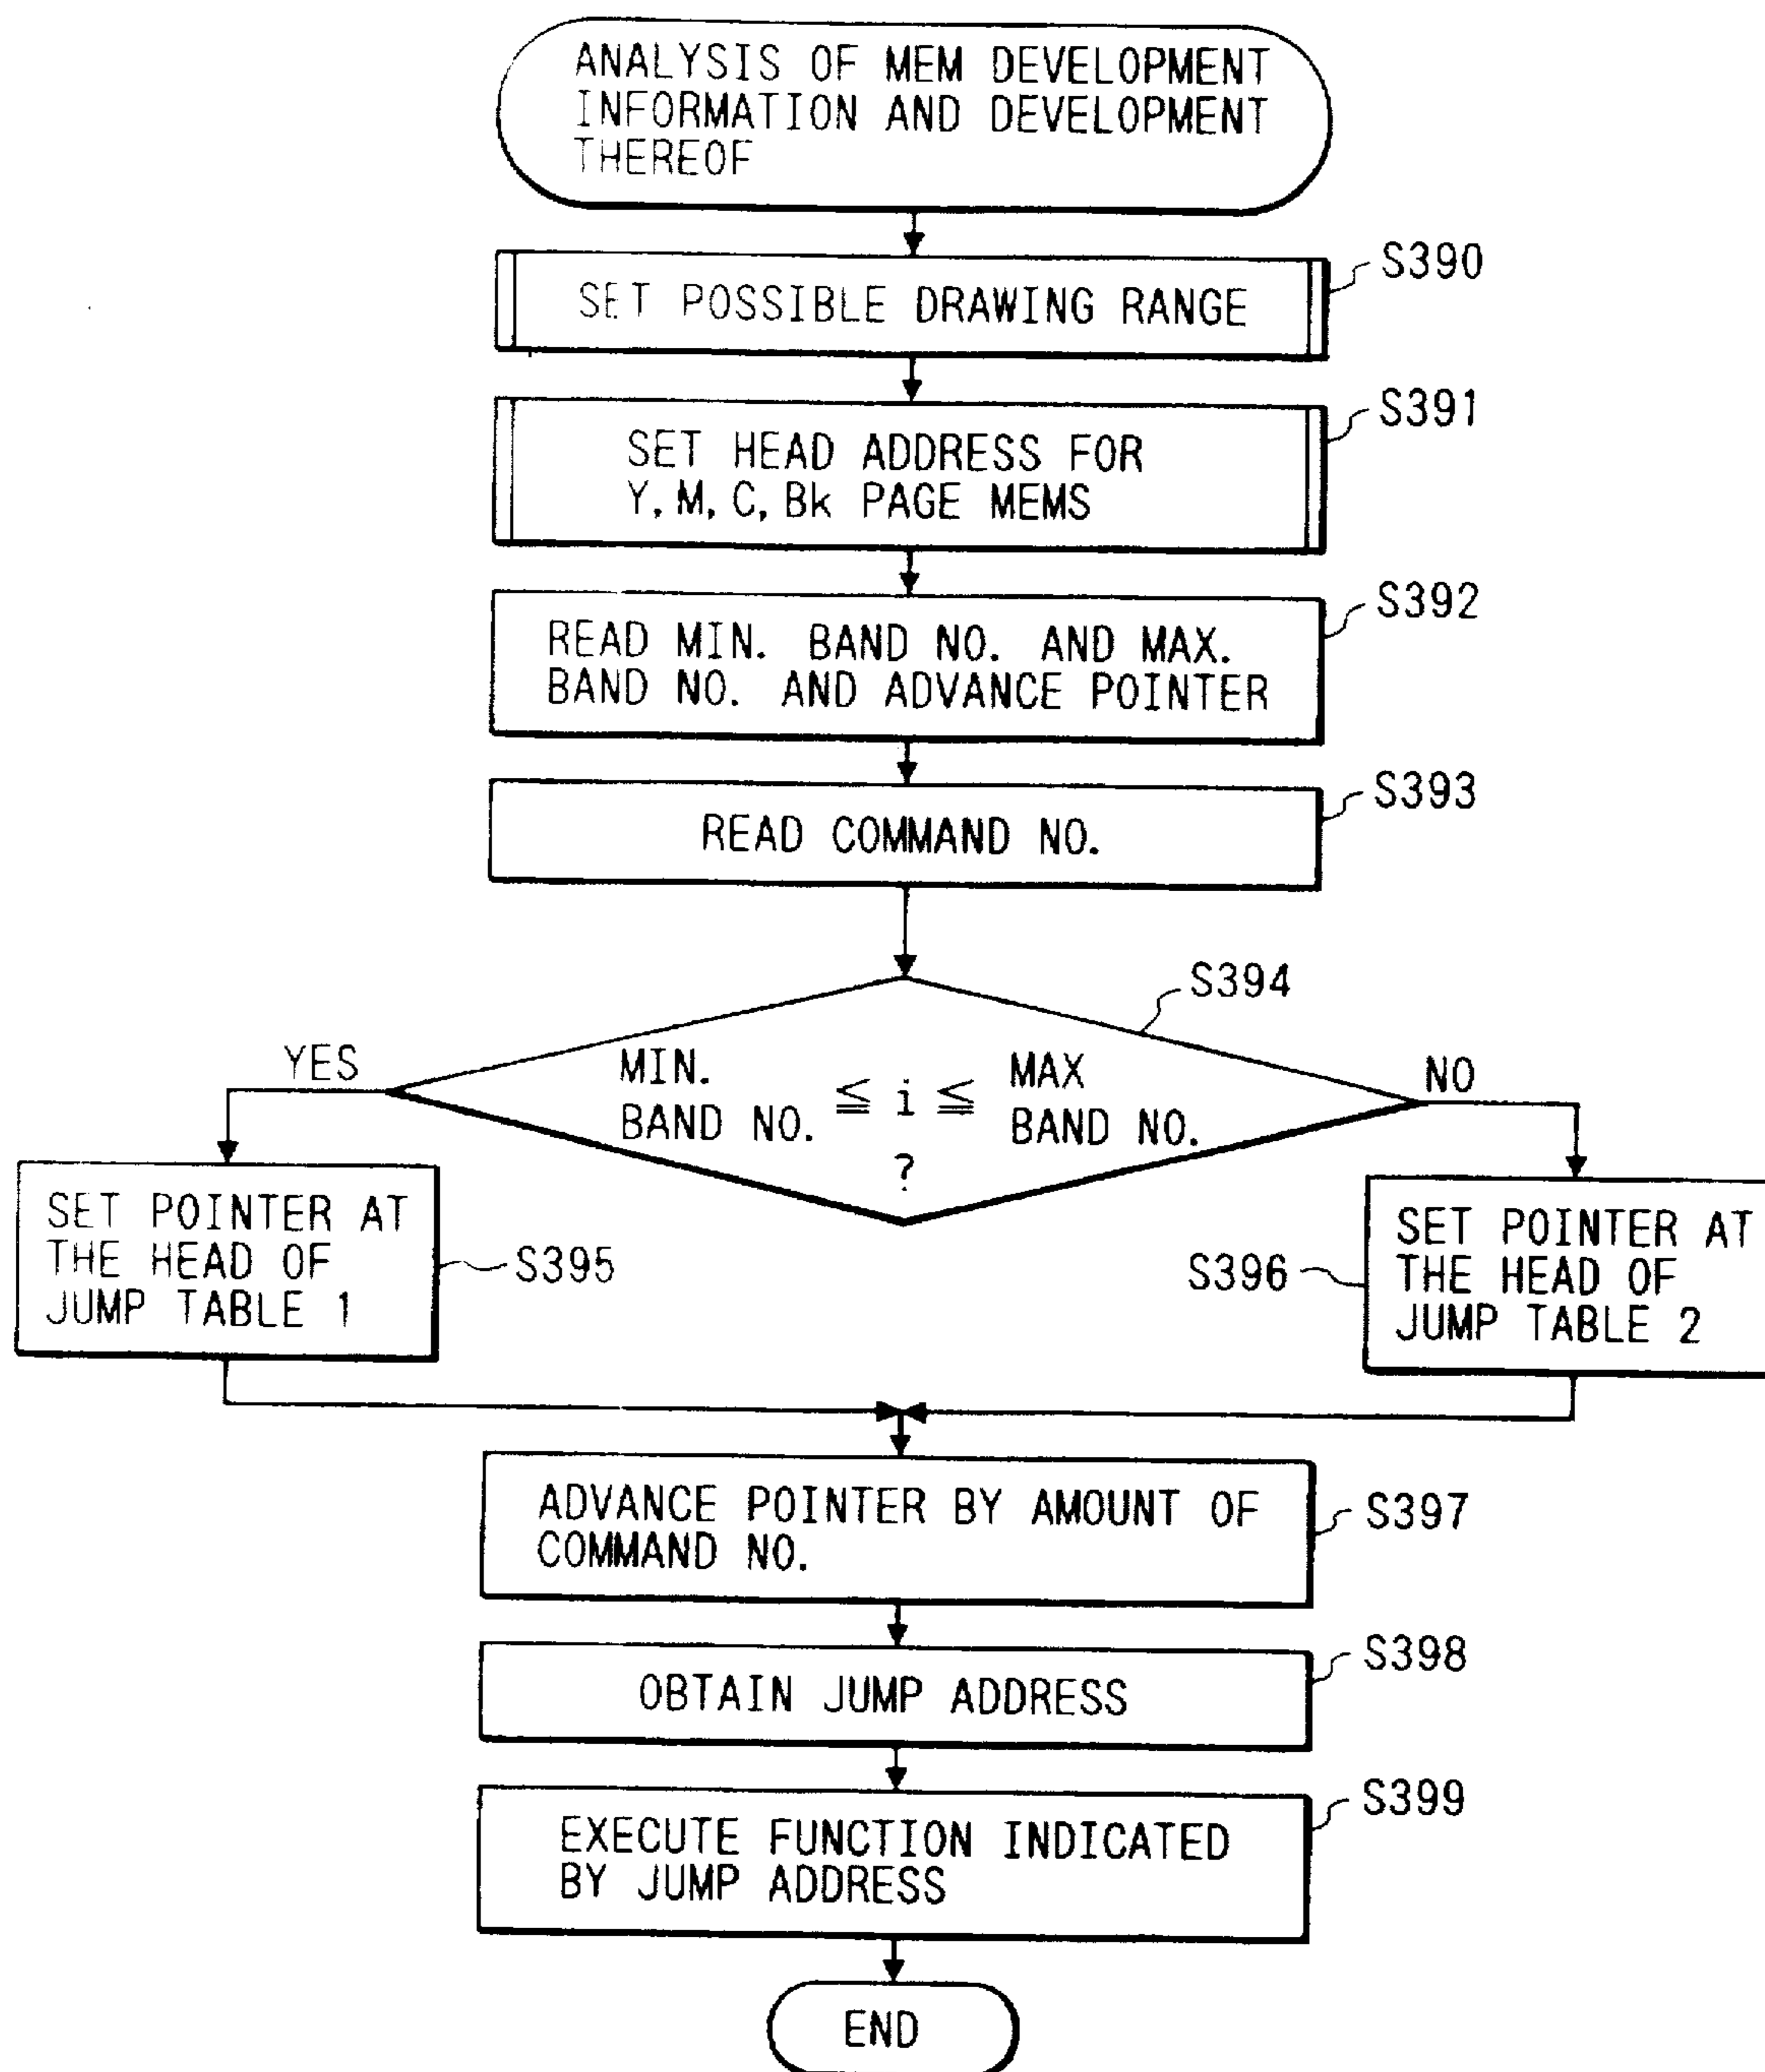 ANALYSIS OF MEM DEVELOPMENT
INFORMATION AND DEVELOPMENT
THEREOF
S390
SET POSSIBLE DRAWING RANGE
S391
SET HEAD ADDRESS FOR
Y, M, C, Bk PAGE MEMS
S392
READ MIN. BAND NO. AND MAX.
BAND NO. AND ADVANCE POINTER
S393
READ COMMAND NO.
S394
YES
NO
MIN.
BAND NO.
≦ i ≦
MAX
BAND NO.
?
SET POINTER AT
THE HEAD OF
JUMP TABLE 1
S395
S396
SET POINTER AT
THE HEAD OF
JUMP TABLE 2
ADVANCE POINTER BY AMOUNT OF
COMMAND NO.
S397
S398
OBTAIN JUMP ADDRESS
S399
EXECUTE FUNCTION INDICATED
BY JUMP ADDRESS
END